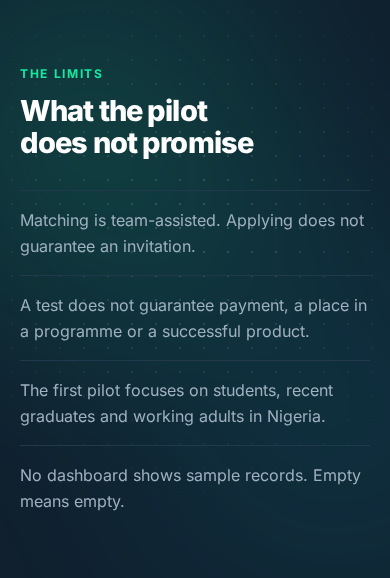 THE LIMITS
What the pilot
does not promise
Matching is team-assisted. Applying does not
guarantee an invitation.
A test does not guarantee payment, a place in
a programme or a successful product.
The first pilot focuses on students, recent
graduates and working adults in Nigeria.
No dashboard shows sample records. Empty
means empty.